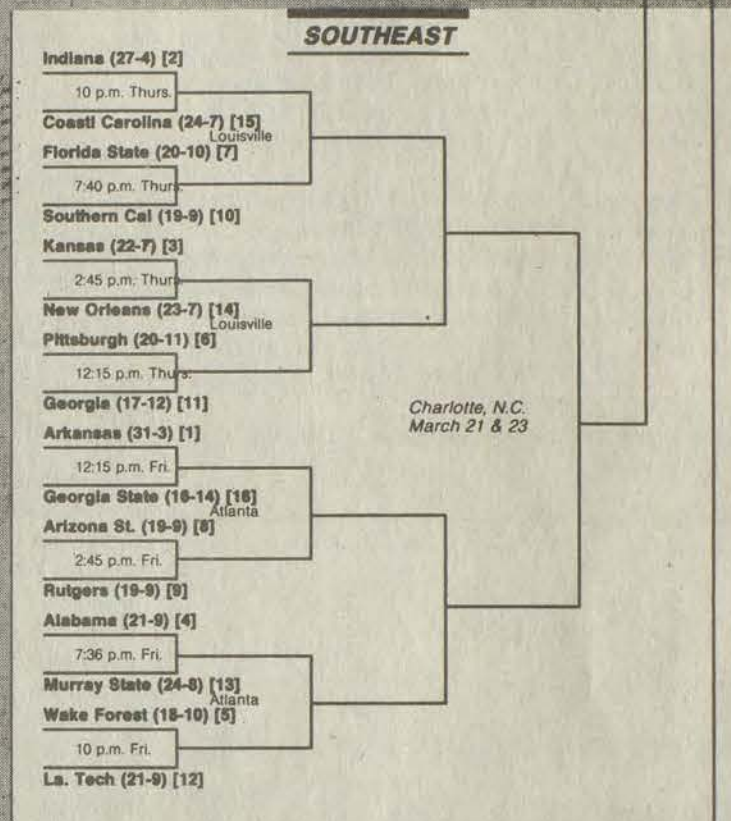 SOUTHEAST
Indiana (27-4) [2]
10 p.m. Thurs.
Coastl Carolina (24-7) [15]
Louisville
Florida State (20-10) [7]
7:40 p.m. Thurs.
Southern Cal (19-9) [10]
Kansas (22-7) [3]
2:45 p.m. Thurs.
New Orleans (23-7) [14]
Louisville
Pittsburgh (20-11) [6]
12:15 p.m. Thurs.
Georgia (17-12) [11]
Charlotte, N.C.
March 21 & 23
Arkansas (31-3) [1]
12:15 p.m. Fri.
Georgia State (16-14) [16]
Atlanta
Arizona St. (19-9) [8]
2:45 p.m. Fri.
Rutgers (19-9) [9]
Alabama (21-9) [4]
7:36 p.m. Fri.
Murray State (24-8) [13]
Atlanta
Wake Forest (18-10) [5]
10 p.m. Fri.
La. Tech (21-9) [12]